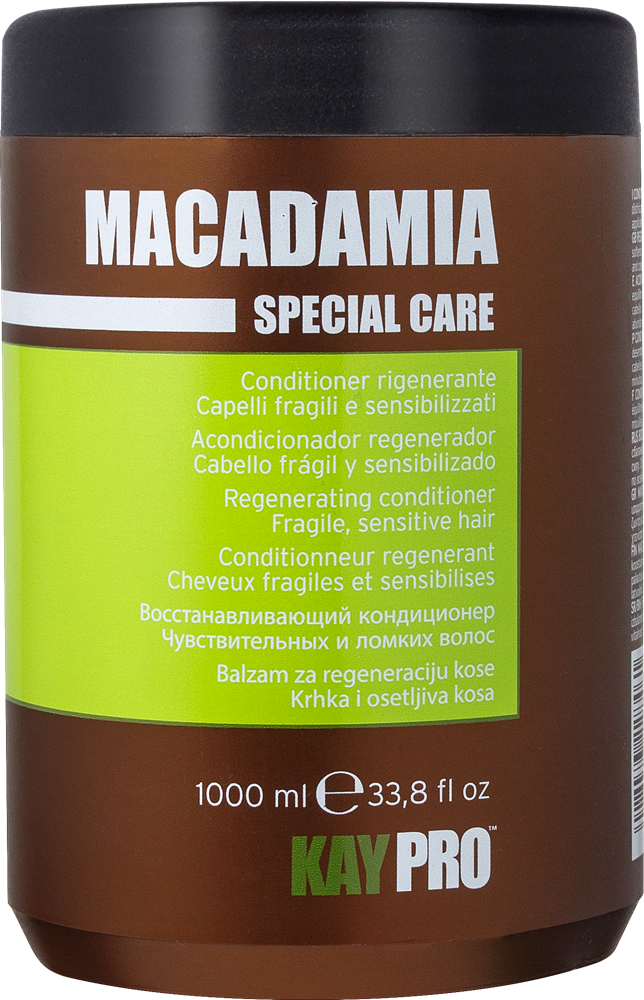 MACADAMIA
SPECIAL CARE
Conditioner rigenerante
Capelli fragili e sensibilizzati
Acondicionador regenerador
Cabello frágil y sensibilizado
Regenerating conditioner
Fragile, sensitive hair
Conditionneur regenerant
Cheveux fragiles et sensibilises
Восстанавливающий кондиционер
Чувствительных и ломких волос
Balzam za regeneraciju kose
Krhka i osetljiva kosa
1000 ml ℮ 33,8 fl oz
KAYPRO™